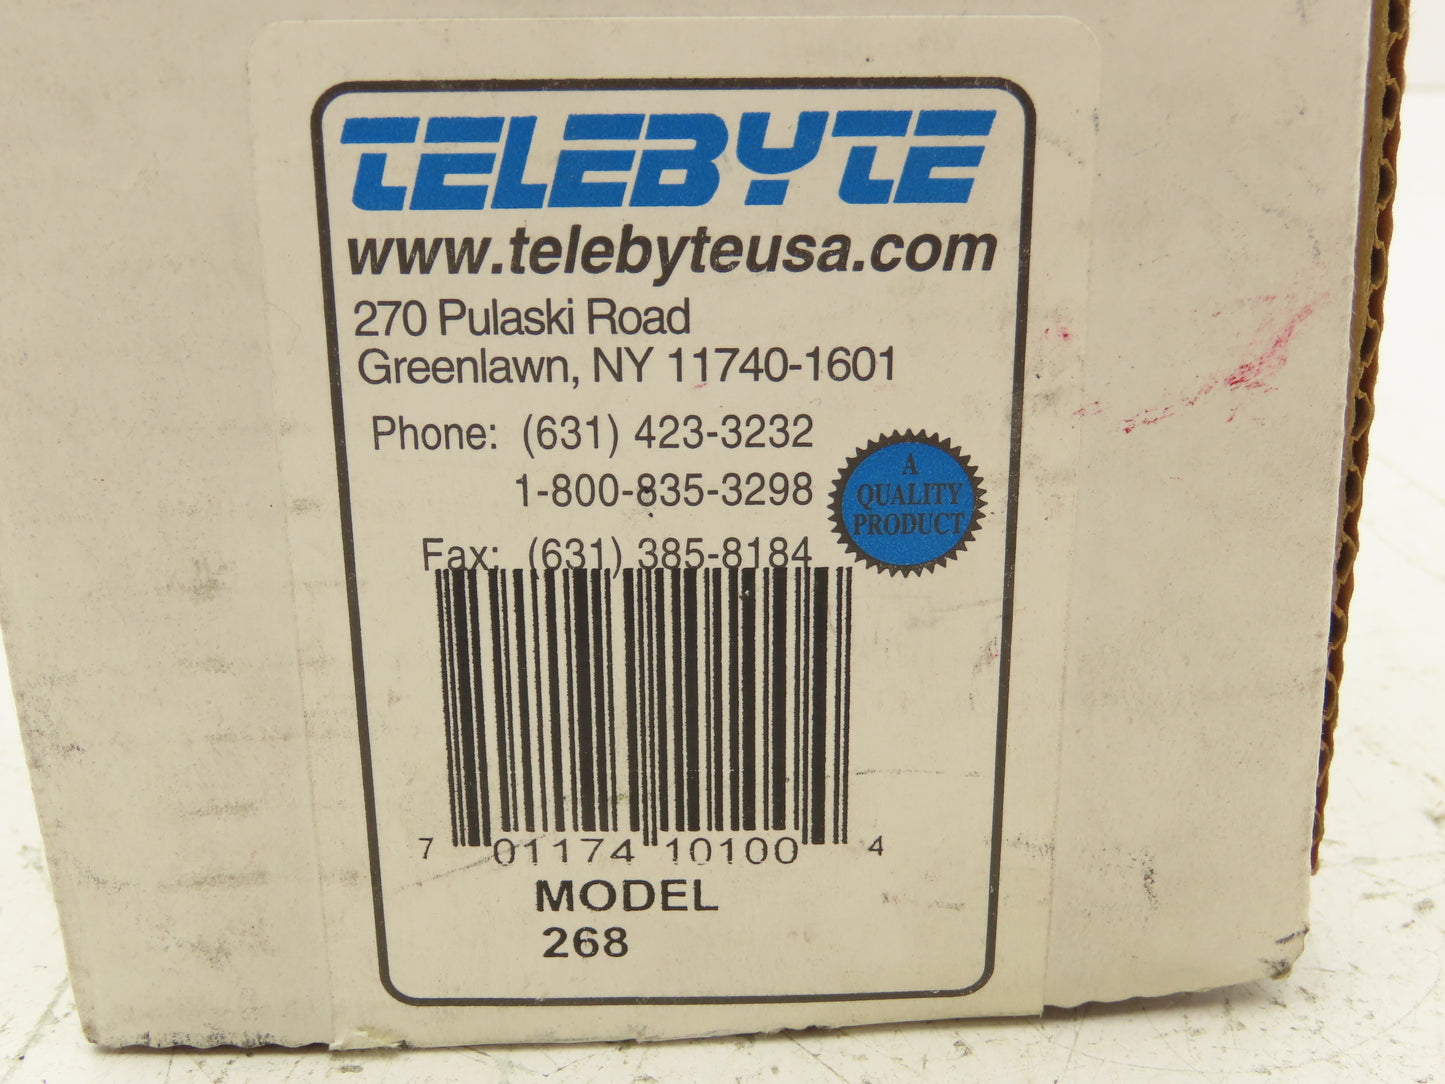 TELEBYTE
www.telebyteusa.com
270 Pulaski Road
Greenlawn, NY 11740-1601
Phone: (631) 423-3232
1-800-835-3298
Fax: (631) 385-8184
A
QUALITY
PRODUCT
7 01174 10100 4
MODEL
268